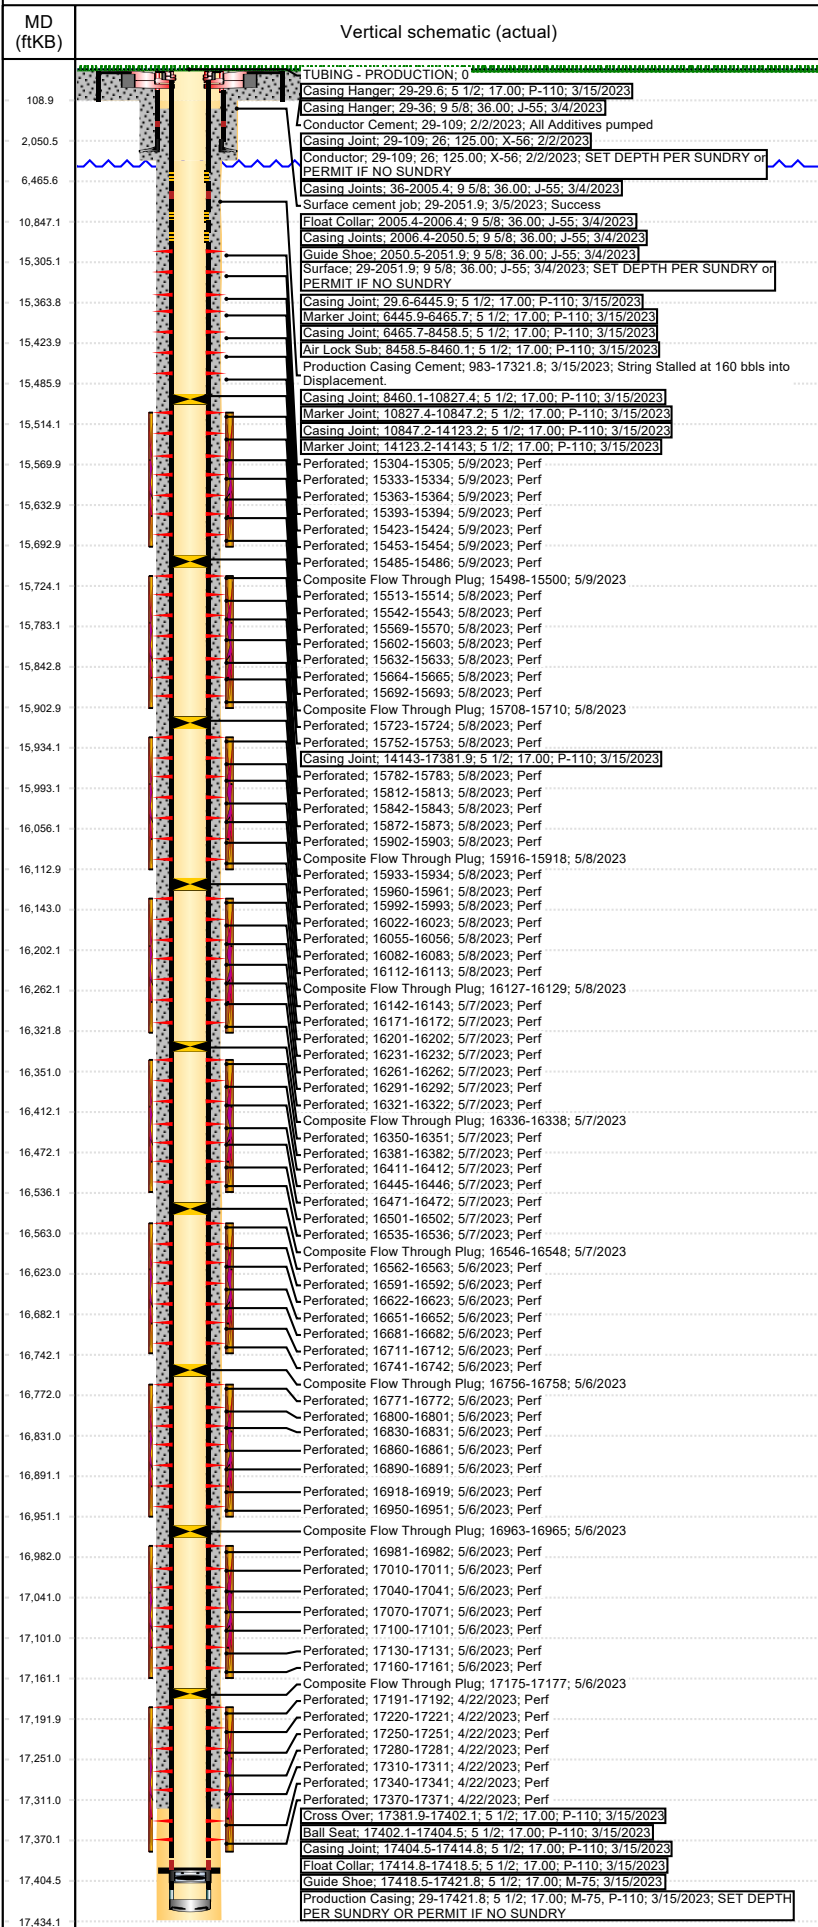 MD
(ftKB)
Vertical schematic (actual)
TUBING - PRODUCTION; 0
Casing Hanger; 29-29.6; 5 1/2; 17.00; P-110; 3/15/2023
108.9
Casing Hanger; 29-36; 9 5/8; 36.00; J-55; 3/4/2023
Conductor Cement; 29-109; 2/2/2023; All Additives pumped
2,050.5
Casing Joint; 29-109; 26; 125.00; X-56; 2/2/2023
Conductor; 29-109; 26; 125.00; X-56; 2/2/2023; SET DEPTH PER SUNDRY or
PERMIT IF NO SUNDRY
6,465.6
Casing Joints; 36-2005.4; 9 5/8; 36.00; J-55; 3/4/2023
Surface cement job; 29-2051.9; 3/5/2023; Success
10,847.1
Float Collar; 2005.4-2006.4; 9 5/8; 36.00; J-55; 3/4/2023
Casing Joints; 2006.4-2050.5; 9 5/8; 36.00; J-55; 3/4/2023
Guide Shoe; 2050.5-2051.9; 9 5/8; 36.00; J-55; 3/4/2023
15,305.1
Surface; 29-2051.9; 9 5/8; 36.00; J-55; 3/4/2023; SET DEPTH PER SUNDRY or
PERMIT IF NO SUNDRY
15,363.8
Casing Joint; 29.6-6445.9; 5 1/2; 17.00; P-110; 3/15/2023
Marker Joint; 6445.9-6465.7; 5 1/2; 17.00; P-110; 3/15/2023
Casing Joint; 6465.7-8458.5; 5 1/2; 17.00; P-110; 3/15/2023
15,423.9
Air Lock Sub; 8458.5-8460.1; 5 1/2; 17.00; P-110; 3/15/2023
Production Casing Cement; 983-17321.8; 3/15/2023; String Stalled at 160 bbls into
Displacement.
15,485.9
Casing Joint; 8460.1-10827.4; 5 1/2; 17.00; P-110; 3/15/2023
Marker Joint; 10827.4-10847.2; 5 1/2; 17.00; P-110; 3/15/2023
15,514.1
Casing Joint; 10847.2-14123.2; 5 1/2; 17.00; P-110; 3/15/2023
Marker Joint; 14123.2-14143; 5 1/2; 17.00; P-110; 3/15/2023
15,569.9
Perforated; 15304-15305; 5/9/2023; Perf
Perforated; 15333-15334; 5/9/2023; Perf
Perforated; 15363-15364; 5/9/2023; Perf
15,632.9
Perforated; 15393-15394; 5/9/2023; Perf
Perforated; 15423-15424; 5/9/2023; Perf
15,692.9
Perforated; 15453-15454; 5/9/2023; Perf
Perforated; 15485-15486; 5/9/2023; Perf
Composite Flow Through Plug; 15498-15500; 5/9/2023
15,724.1
Perforated; 15513-15514; 5/8/2023; Perf
Perforated; 15542-15543; 5/8/2023; Perf
15,783.1
Perforated; 15569-15570; 5/8/2023; Perf
Perforated; 15602-15603; 5/8/2023; Perf
Perforated; 15632-15633; 5/8/2023; Perf
15,842.8
Perforated; 15664-15665; 5/8/2023; Perf
Perforated; 15692-15693; 5/8/2023; Perf
15,902.9
Composite Flow Through Plug; 15708-15710; 5/8/2023
Perforated; 15723-15724; 5/8/2023; Perf
Perforated; 15752-15753; 5/8/2023; Perf
15,934.1
Casing Joint; 14143-17381.9; 5 1/2; 17.00; P-110; 3/15/2023
Perforated; 15782-15783; 5/8/2023; Perf
15,993.1
Perforated; 15812-15813; 5/8/2023; Perf
Perforated; 15842-15843; 5/8/2023; Perf
16,056.1
Perforated; 15872-15873; 5/8/2023; Perf
Perforated; 15902-15903; 5/8/2023; Perf
Composite Flow Through Plug; 15916-15918; 5/8/2023
16,112.9
Perforated; 15933-15934; 5/8/2023; Perf
Perforated; 15960-15961; 5/8/2023; Perf
16,143.0
Perforated; 15992-15993; 5/8/2023; Perf
Perforated; 16022-16023; 5/8/2023; Perf
Perforated; 16055-16056; 5/8/2023; Perf
16,202.1
Perforated; 16082-16083; 5/8/2023; Perf
Perforated; 16112-16113; 5/8/2023; Perf
16,262.1
Composite Flow Through Plug; 16127-16129; 5/8/2023
Perforated; 16142-16143; 5/7/2023; Perf
Perforated; 16171-16172; 5/7/2023; Perf
16,321.8
Perforated; 16201-16202; 5/7/2023; Perf
Perforated; 16231-16232; 5/7/2023; Perf
16,351.0
Perforated; 16261-16262; 5/7/2023; Perf
Perforated; 16291-16292; 5/7/2023; Perf
Perforated; 16321-16322; 5/7/2023; Perf
16,412.1
Composite Flow Through Plug; 16336-16338; 5/7/2023
Perforated; 16350-16351; 5/7/2023; Perf
16,472.1
Perforated; 16381-16382; 5/7/2023; Perf
Perforated; 16411-16412; 5/7/2023; Perf
Perforated; 16445-16446; 5/7/2023; Perf
16,536.1
Perforated; 16471-16472; 5/7/2023; Perf
Perforated; 16501-16502; 5/7/2023; Perf
16,563.0
Perforated; 16535-16536; 5/7/2023; Perf
Composite Flow Through Plug; 16546-16548; 5/7/2023
Perforated; 16562-16563; 5/6/2023; Perf
16,623.0
Perforated; 16591-16592; 5/6/2023; Perf
Perforated; 16622-16623; 5/6/2023; Perf
16,682.1
Perforated; 16651-16652; 5/6/2023; Perf
Perforated; 16681-16682; 5/6/2023; Perf
16,742.1
Perforated; 16711-16712; 5/6/2023; Perf
Perforated; 16741-16742; 5/6/2023; Perf
Composite Flow Through Plug; 16756-16758; 5/6/2023
16,772.0
Perforated; 16771-16772; 5/6/2023; Perf
Perforated; 16800-16801; 5/6/2023; Perf
16,831.0
Perforated; 16830-16831; 5/6/2023; Perf
Perforated; 16860-16861; 5/6/2023; Perf
16,891.1
Perforated; 16890-16891; 5/6/2023; Perf
Perforated; 16918-16919; 5/6/2023; Perf
16,951.1
Perforated; 16950-16951; 5/6/2023; Perf
Composite Flow Through Plug; 16963-16965; 5/6/2023
16,982.0
Perforated; 16981-16982; 5/6/2023; Perf
Perforated; 17010-17011; 5/6/2023; Perf
17,041.0
Perforated; 17040-17041; 5/6/2023; Perf
Perforated; 17070-17071; 5/6/2023; Perf
17,101.0
Perforated; 17100-17101; 5/6/2023; Perf
Perforated; 17130-17131; 5/6/2023; Perf
17,161.1
Perforated; 17160-17161; 5/6/2023; Perf
Composite Flow Through Plug; 17175-17177; 5/6/2023
Perforated; 17191-17192; 4/22/2023; Perf
17,191.9
Perforated; 17220-17221; 4/22/2023; Perf
Perforated; 17250-17251; 4/22/2023; Perf
17,251.0
Perforated; 17280-17281; 4/22/2023; Perf
Perforated; 17310-17311; 4/22/2023; Perf
Perforated; 17340-17341; 4/22/2023; Perf
17,311.0
Perforated; 17370-17371; 4/22/2023; Perf
Cross Over; 17381.9-17402.1; 5 1/2; 17.00; P-110; 3/15/2023
17,370.1
Ball Seat; 17402.1-17404.5; 5 1/2; 17.00; P-110; 3/15/2023
Casing Joint; 17404.5-17414.8; 5 1/2; 17.00; P-110; 3/15/2023
Float Collar; 17414.8-17418.5; 5 1/2; 17.00; P-110; 3/15/2023
17,404.5
Guide Shoe; 17418.5-17421.8; 5 1/2; 17.00; M-75; 3/15/2023
Production Casing; 29-17421.8; 5 1/2; 17.00; M-75, P-110; 3/15/2023; SET DEPTH
PER SUNDRY OR PERMIT IF NO SUNDRY
17,434.1